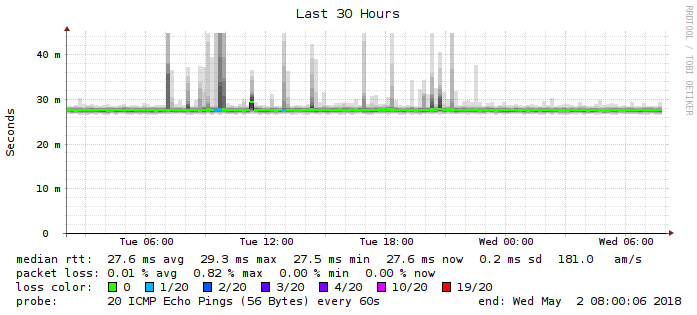 Last 30 Hours
RRDTOOL / TOBI OETIKER
Seconds
40 m
30 m
20 m
10 m
0
Tue 06:00 Tue 12:00 Tue 18:00 Wed 00:00 Wed 06:00
median rtt: 27.6 ms avg 29.3 ms max 27.5 ms min 27.6 ms now 0.2 ms sd 181.0 am/s
packet loss: 0.01 % avg 0.82 % max 0.00 % min 0.00 % now
loss color: 0 1/20 2/20 3/20 4/20 10/20 19/20
probe: 20 ICMP Echo Pings (56 Bytes) every 60s end: Wed May 2 08:00:06 2018